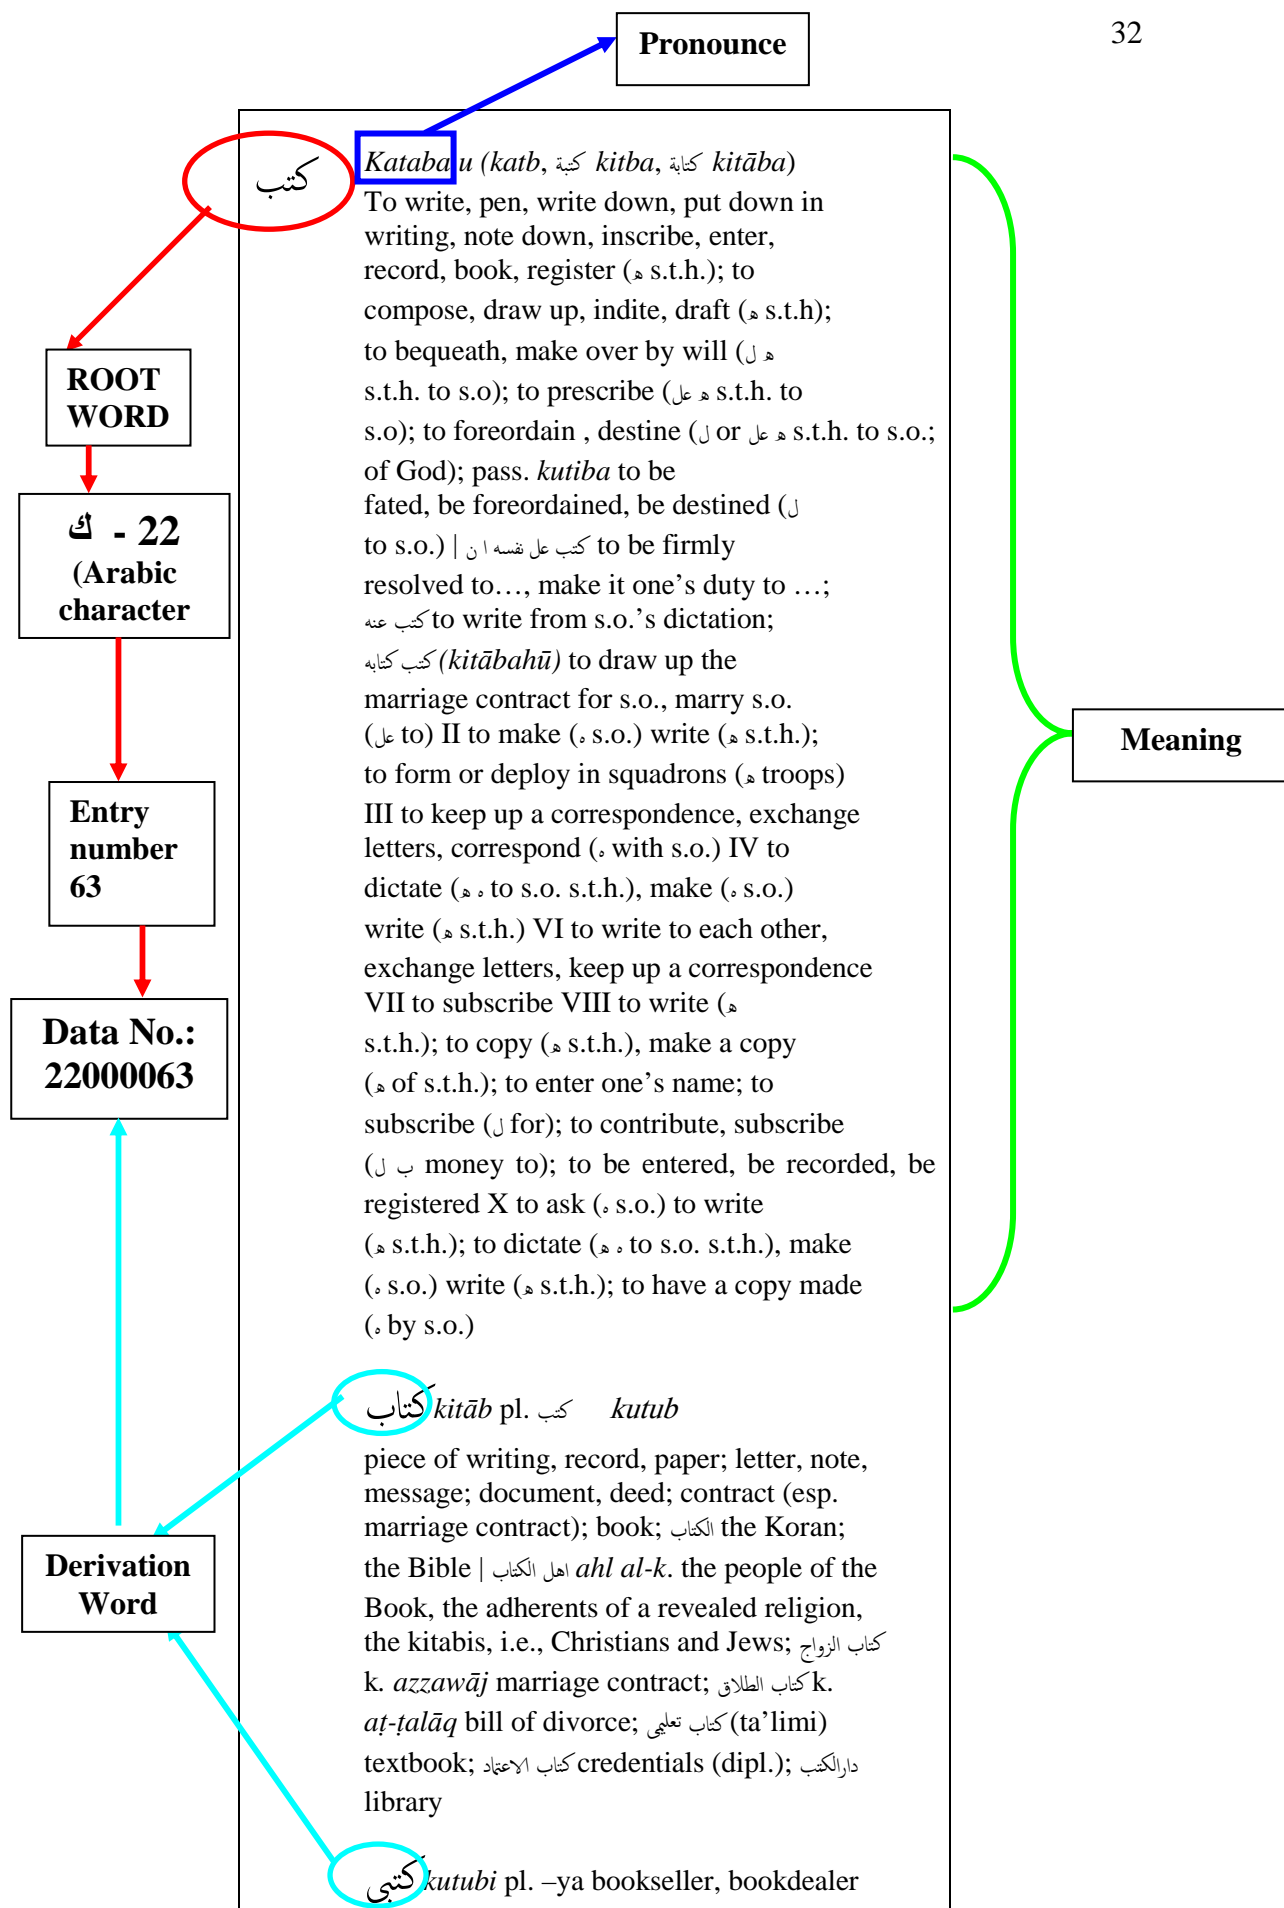 32
Pronounce
كتب
Kataba u (katb, كتبة kitba, كتابة kitāba)
To write, pen, write down, put down in
writing, note down, inscribe, enter,
record, book, register (ﻫ s.t.h.); to
compose, draw up, indite, draft (ﻫ s.t.h);
to bequeath, make over by will (ﻫ ل
s.t.h. to s.o); to prescribe (ﻫ عل s.t.h. to
s.o); to foreordain , destine (ل or ﻫ عل s.t.h. to s.o.;
of God); pass. kutiba to be
fated, be foreordained, be destined (ل
to s.o.) | كتب عل نفسه ا ن to be firmly
resolved to…, make it one’s duty to …;
كتب عنه to write from s.o.’s dictation;
كتب كتابه (kitābahū) to draw up the
marriage contract for s.o., marry s.o.
(عل to) II to make (ه s.o.) write (ﻫ s.t.h.);
to form or deploy in squadrons (ﻫ troops)
III to keep up a correspondence, exchange
letters, correspond (ه with s.o.) IV to
dictate (ﻫ ه to s.o. s.t.h.), make (ه s.o.)
write (ﻫ s.t.h.) VI to write to each other,
exchange letters, keep up a correspondence
VII to subscribe VIII to write (ﻫ
s.t.h.); to copy (ﻫ s.t.h.), make a copy
(ﻫ of s.t.h.); to enter one’s name; to
subscribe (ل for); to contribute, subscribe
(ب ل money to); to be entered, be recorded, be
registered X to ask (ه s.o.) to write
(ﻫ s.t.h.); to dictate (ﻫ ه to s.o. s.t.h.), make
(ه s.o.) write (ﻫ s.t.h.); to have a copy made
(ه by s.o.)
كتاب kitāb pl. كتب kutub
piece of writing, record, paper; letter, note,
message; document, deed; contract (esp.
marriage contract); book; الكتاب the Koran;
the Bible | اهل الكتاب ahl al-k. the people of the
Book, the adherents of a revealed religion,
the kitabis, i.e., Christians and Jews; كتاب الزواج
k. azzawāj marriage contract; كتاب الطلاق k.
aṭ-ṭalāq bill of divorce; كتاب تعليمى (ta’limi)
textbook; كتاب الاعتماد credentials (dipl.); دارالكتب
library
كتبي kutubi pl. –ya bookseller, bookdealer
ROOT
WORD
ك - 22
(Arabic
character
Entry
number
63
Data No.:
22000063
Derivation
Word
Meaning